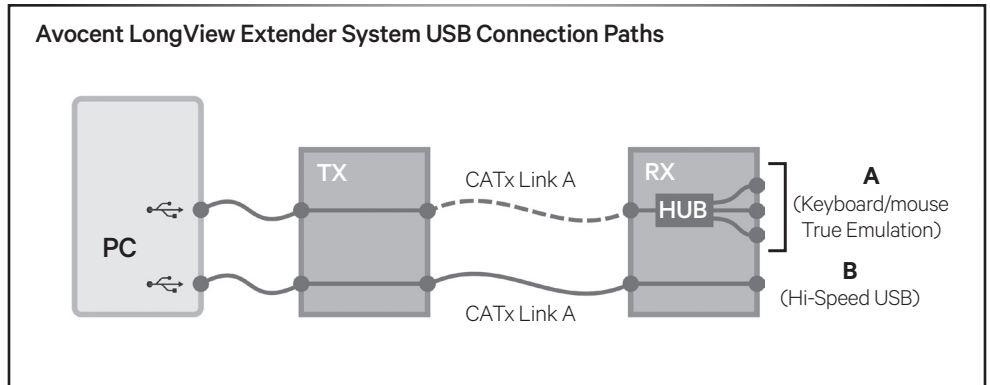 Avocent LongView Extender System USB Connection Paths
PC
TX
CATx Link A
CATx Link A
RX
HUB
A
(Keyboard/mouse
True Emulation)
B
(Hi-Speed USB)